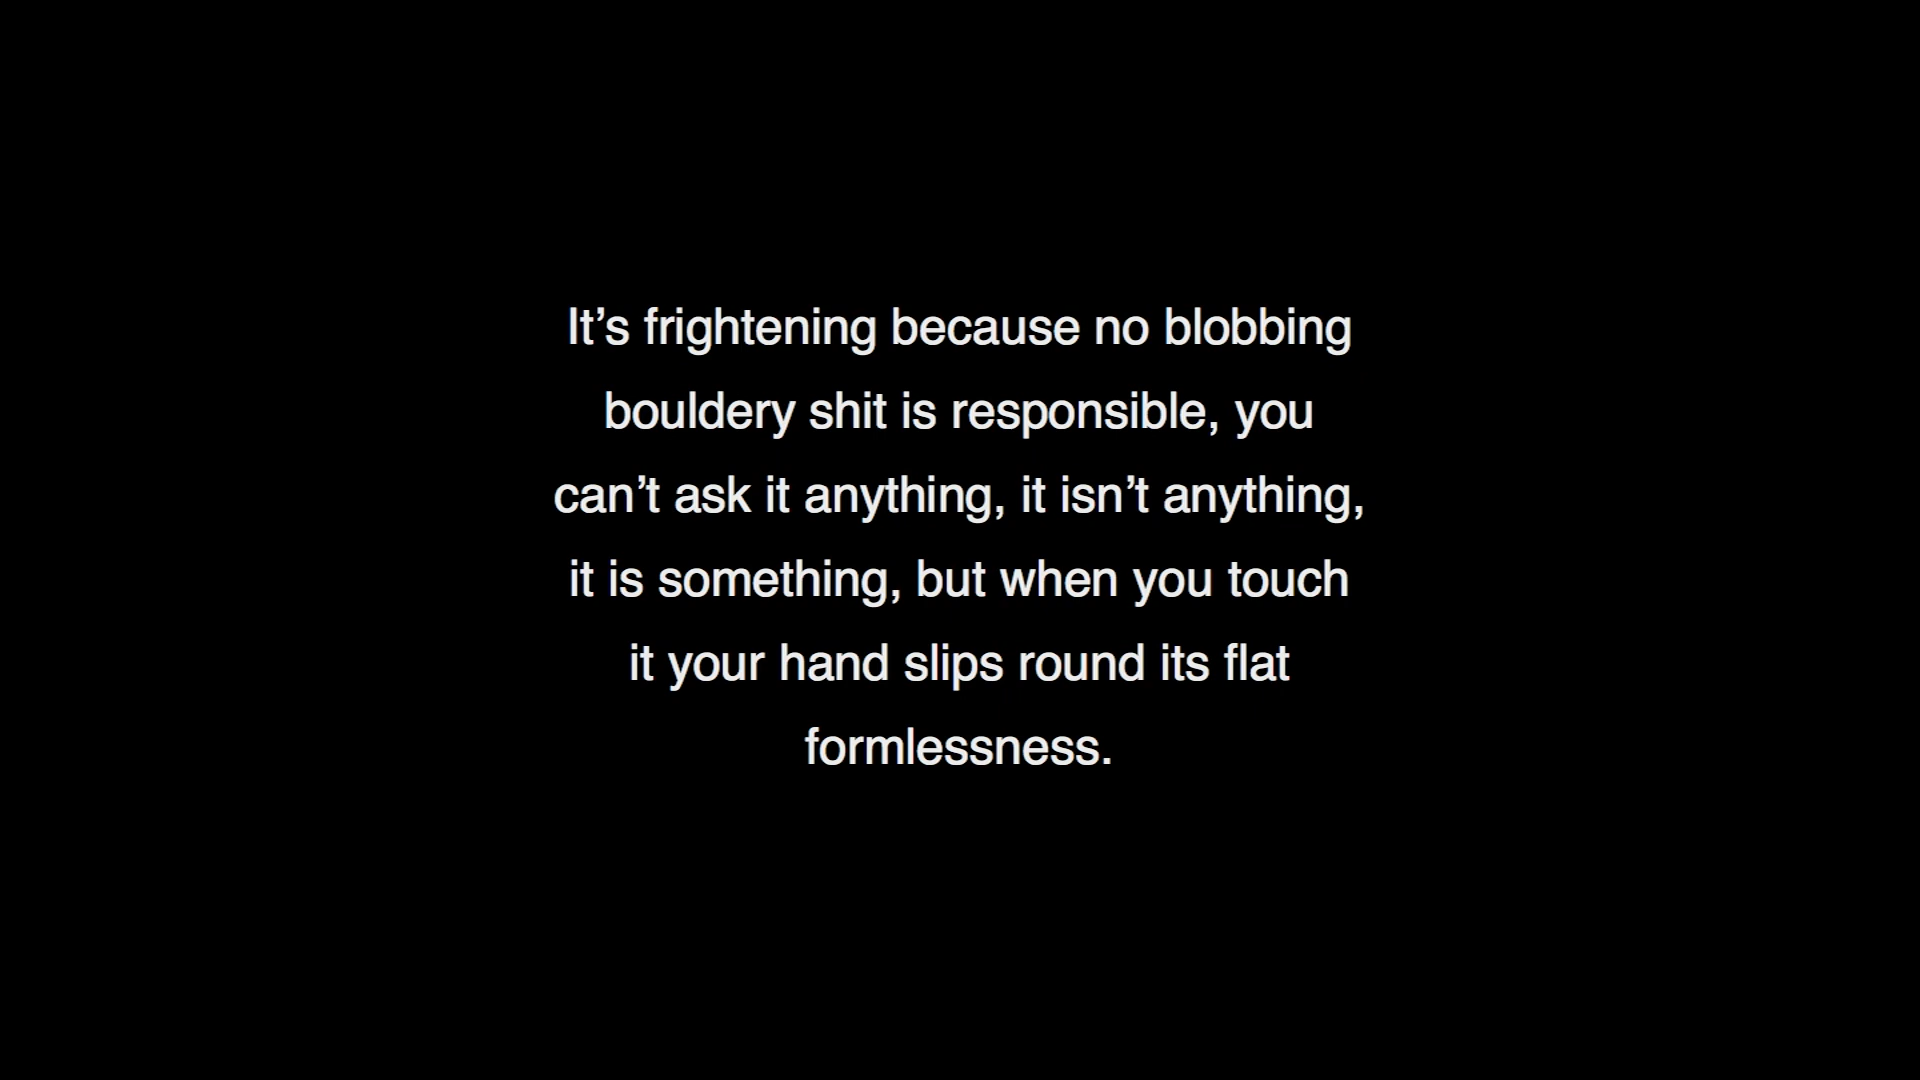 It’s frightening because no blobbing
bouldery shit is responsible, you
can’t ask it anything, it isn’t anything,
it is something, but when you touch
it your hand slips round its flat
formlessness.